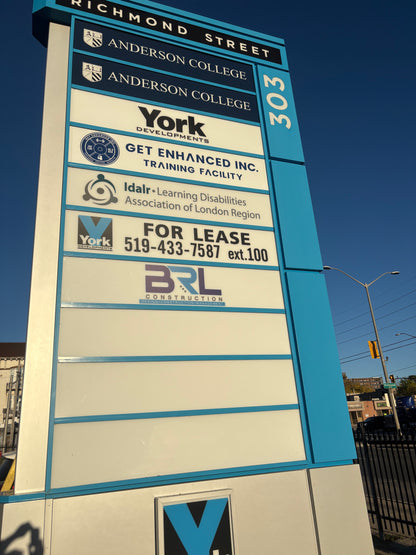 RICHMOND STREET
303
ANDERSON COLLEGE
ANDERSON COLLEGE
York
DEVELOPMENTS
GET ENHANCED INC.
TRAINING FACILITY
ldalr • Learning Disabilities
Association of London Region
Y
York
DEVELOPMENTS
FOR LEASE
519-433-7587 ext.100
BRL
CONSTRUCTION
Y